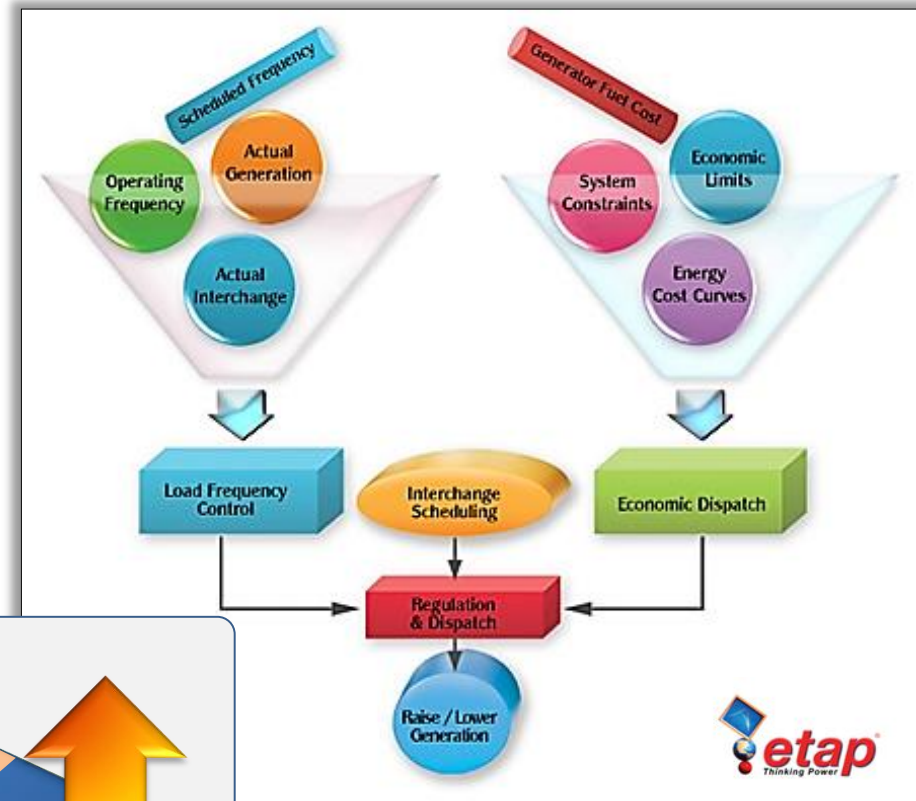 Scheduled Frequency
Generator Fuel Cost
Operating
Frequency
Actual
Generation
Actual
Interchange
System
Constraints
Economic
Limits
Energy
Cost Curves
Load Frequency
Control
Interchange
Scheduling
Economic Dispatch
Regulation
& Dispatch
Raise / Lower
Generation
etap®
Thinking Power